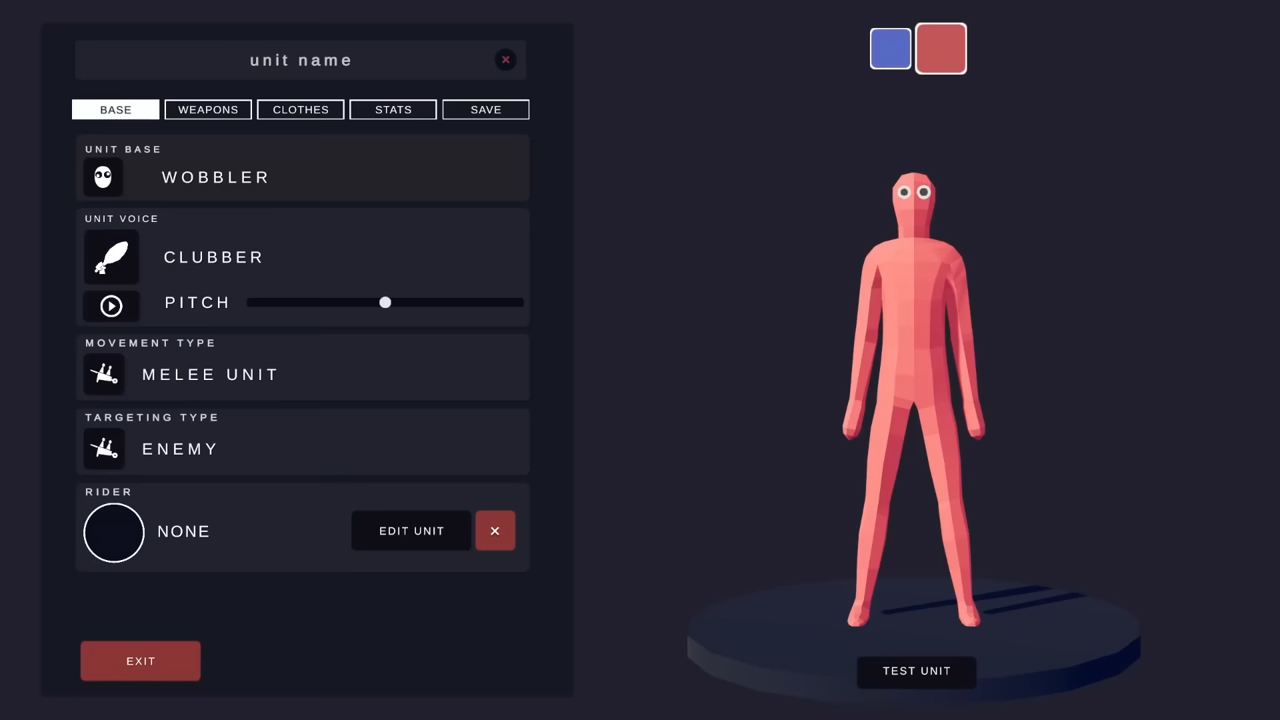 unit name
BASE WEAPONS CLOTHES STATS SAVE
UNIT BASE
WOBBLER
UNIT VOICE
CLUBBER
PITCH
MOVEMENT TYPE
MELEE UNIT
TARGETING TYPE
ENEMY
RIDER
NONE EDIT UNIT
EXIT
TEST UNIT